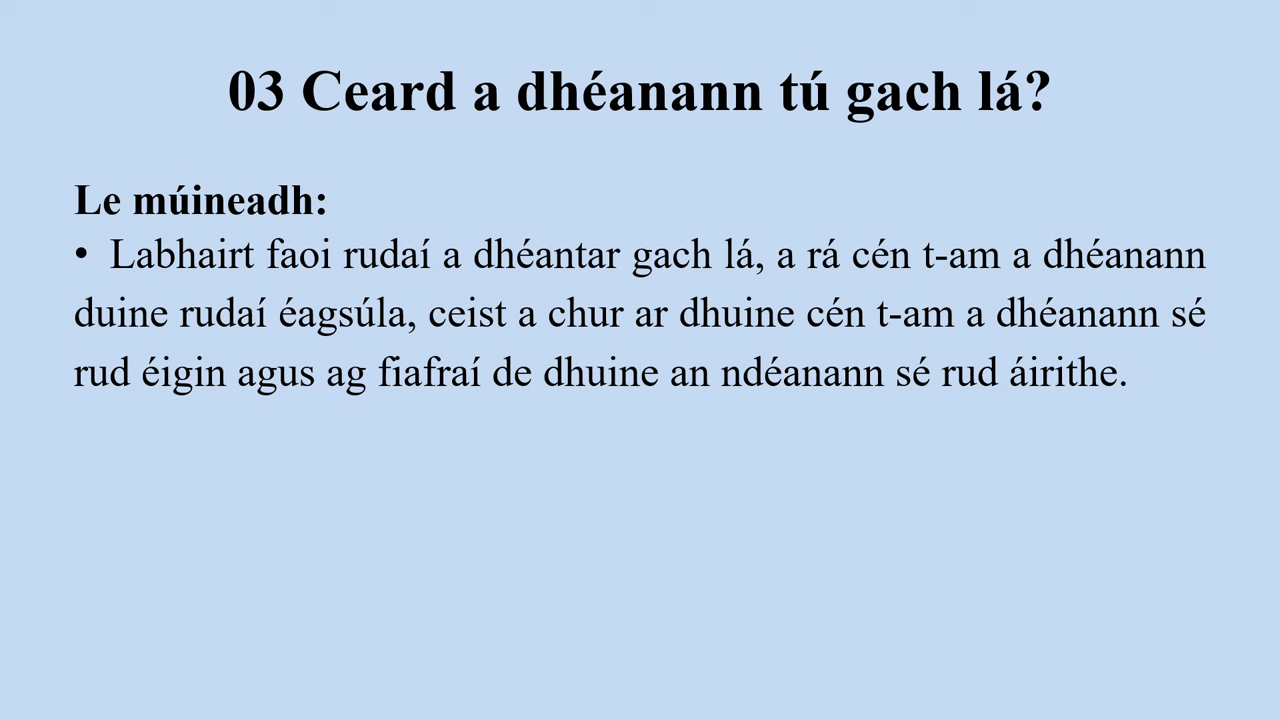 03 Ceard a dhéanann tú gach lá?
Le múineadh:
• Labhairt faoi rudaí a dhéantar gach lá, a rá cén t-am a dhéanann
duine rudaí éagsúla, ceist a chur ar dhuine cén t-am a dhéanann sé
rud éigin agus ag fiafraí de dhuine an ndéanann sé rud áirithe.